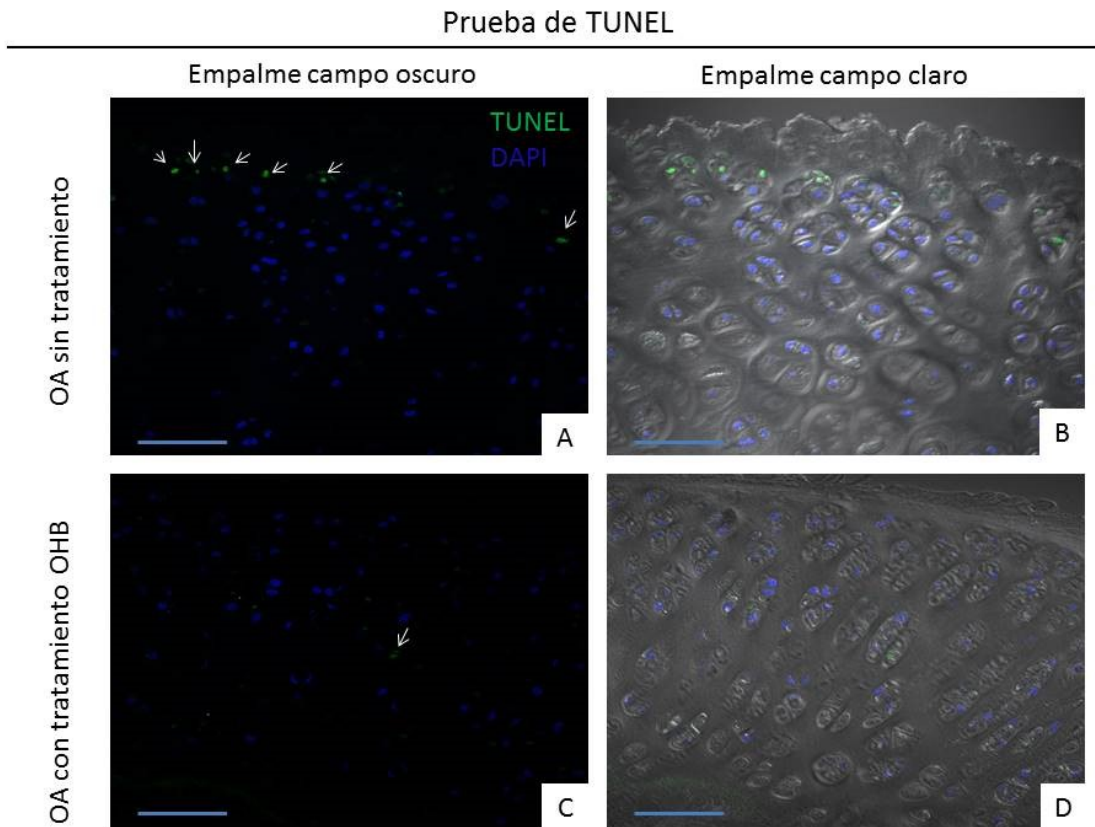 Prueba de TUNEL
Empalme campo oscuro
Empalme campo claro
OA sin tratamiento
TUNEL
DAPI
A
B
OA con tratamiento OHB
C
D